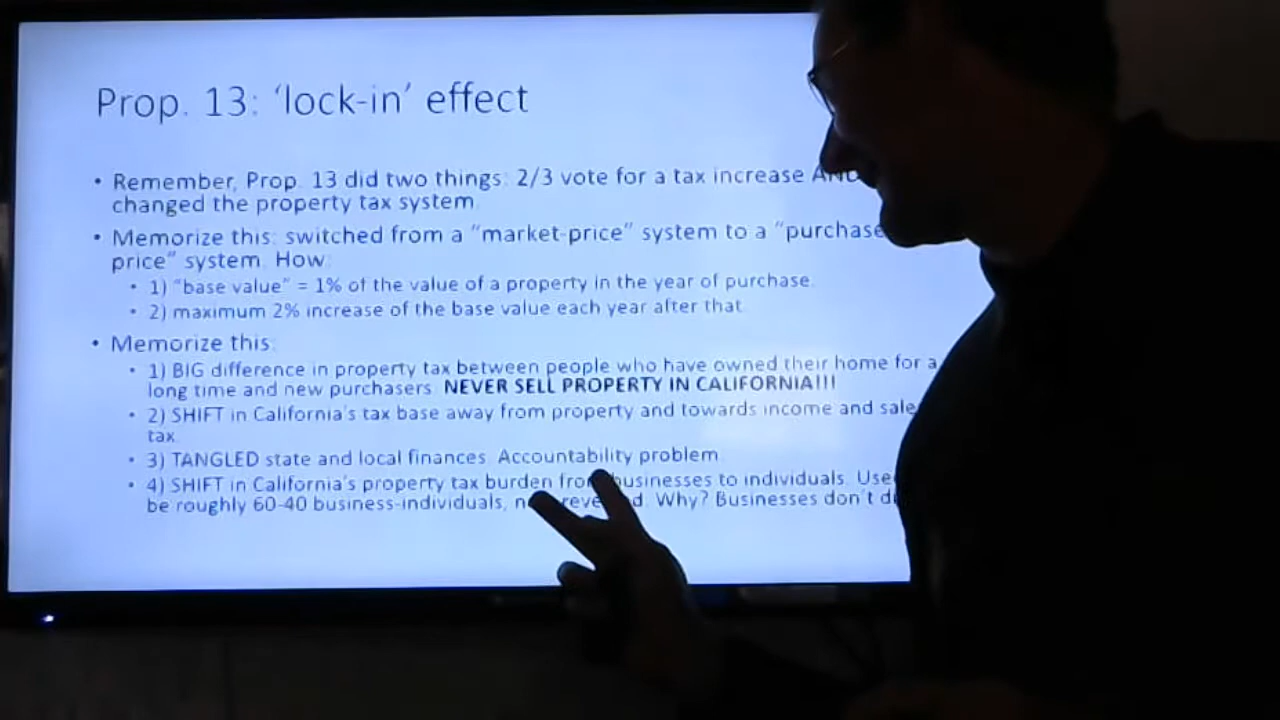 Prop. 13: ‘lock-in’ effect
• Remember, Prop. 13 did two things: 2/3 vote for a tax increase AND
changed the property tax system.
• Memorize this: switched from a “market-price” system to a “purchase
price” system. How:
• 1) “base value” = 1% of the value of a property in the year of purchase.
• 2) maximum 2% increase of the base value each year after that.
• Memorize this:
• 1) BIG difference in property tax between people who have owned their home for a
long time and new purchasers. NEVER SELL PROPERTY IN CALIFORNIA!!!
• 2) SHIFT in California’s tax base away from property and towards income and sale
tax.
• 3) TANGLED state and local finances. Accountability problem.
• 4) SHIFT in California’s property tax burden from businesses to individuals. Use
be roughly 60-40 business-individuals, Why? Businesses don’t